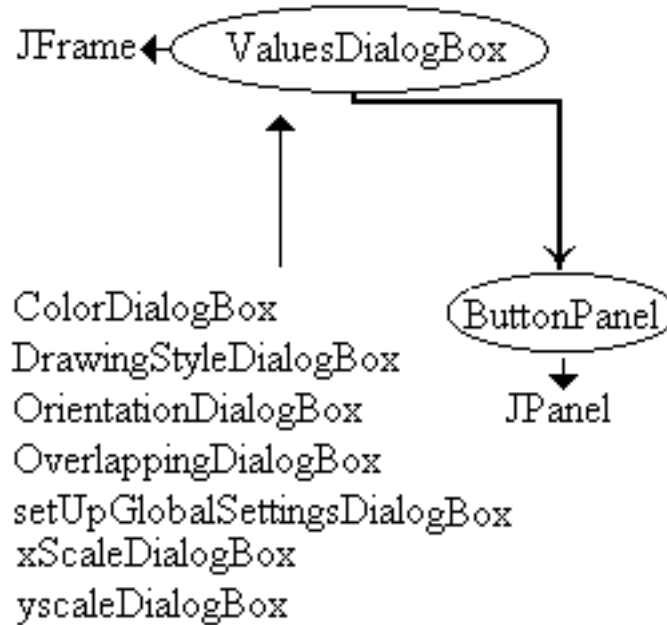 JFrame
ValuesDialogBox
ColorDialogBox
DrawingStyleDialogBox
OrientationDialogBox
OverlappingDialogBox
setUpGlobalSettingsDialogBox
xScaleDialogBox
yscaleDialogBox
ButtonPanel
JPanel